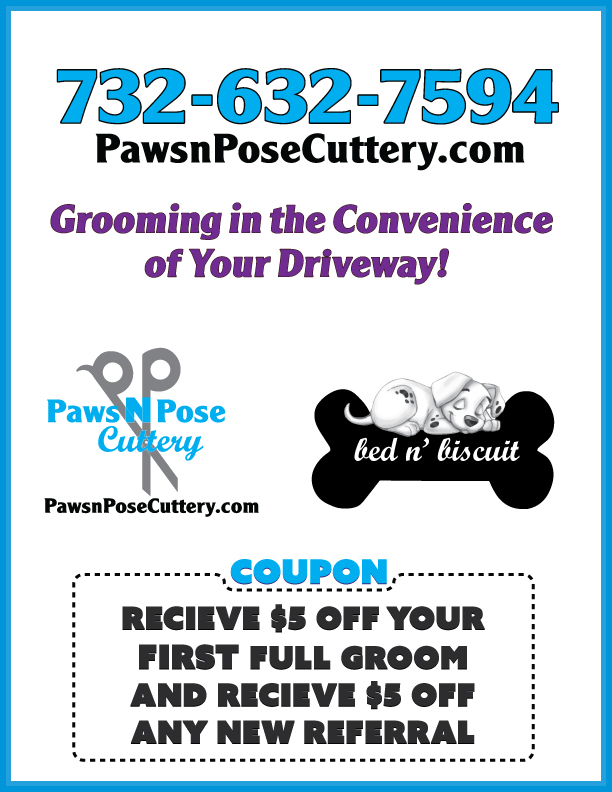 732-632-7594
PawsnPoseCuttery.com
Grooming in the Convenience
of Your Driveway!
Paws N Pose
Cuttery
PawsnPoseCuttery.com
bed n' biscuit
COUPON
RECIEVE $5 OFF YOUR
FIRST FULL GROOM
AND RECIEVE $5 OFF
ANY NEW REFERRAL